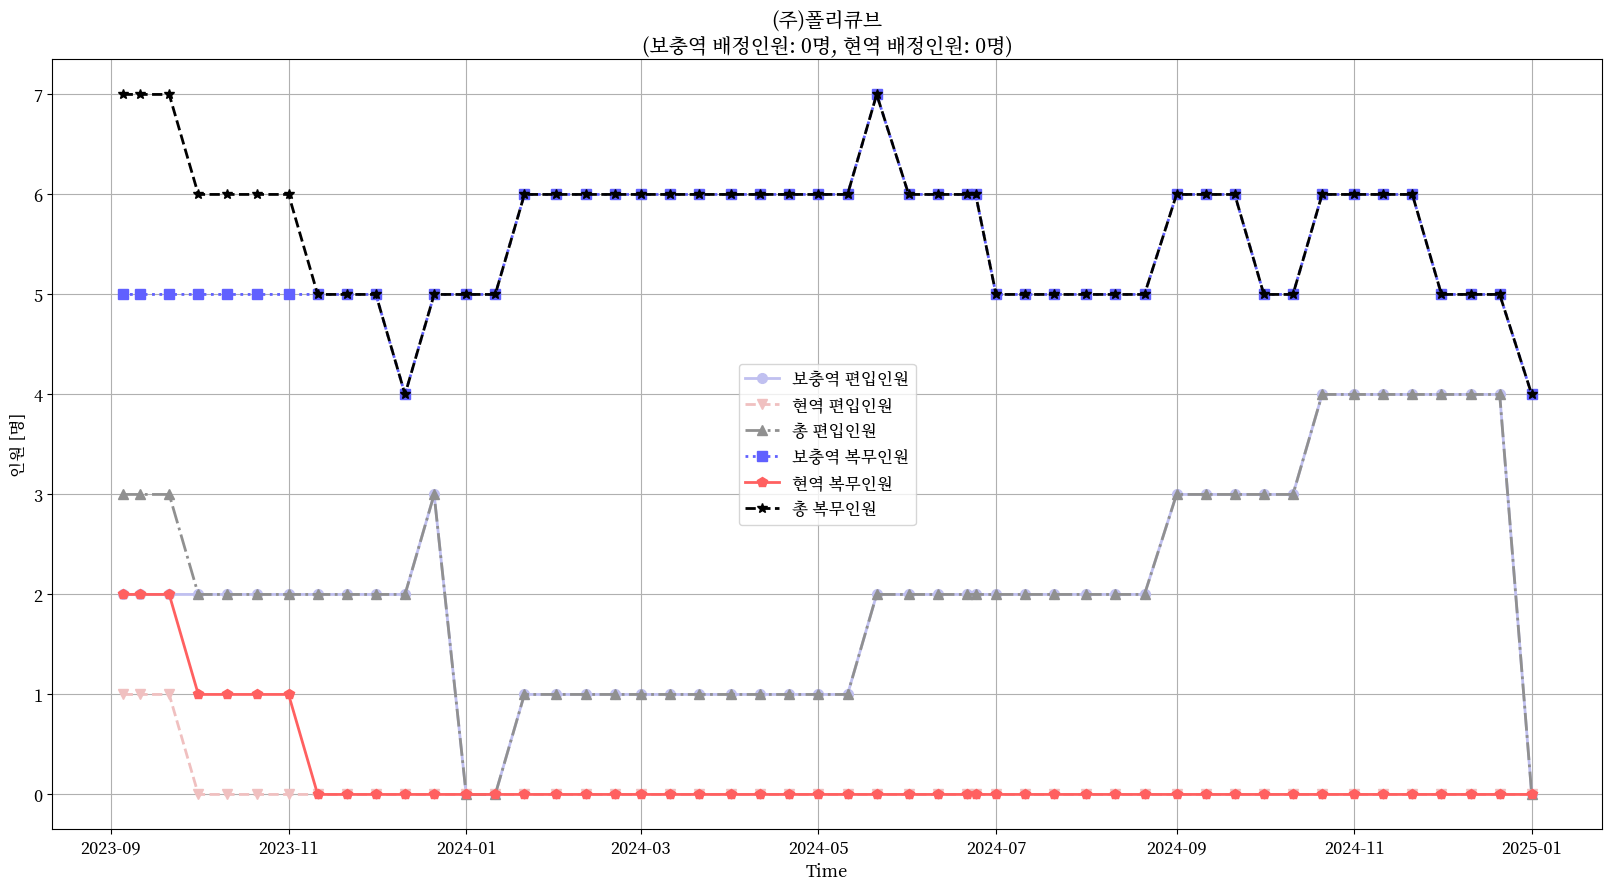 (주)폴리큐브
(보충역 배정인원: 0명, 현역 배정인원: 0명)
인원 [명]
7
6
5
4
3
2
1
0
보충역 편입인원
현역 편입인원
총 편입인원
보충역 복무인원
현역 복무인원
총 복무인원
2023-09
2023-11
2024-01
2024-03
2024-05
2024-07
2024-09
2024-11
2025-01
Time